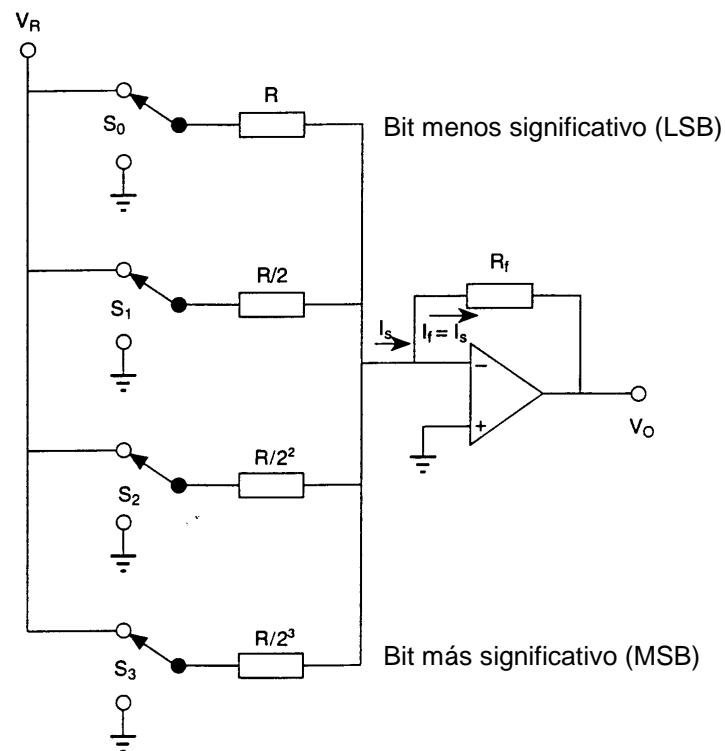 V_R
R
Bit menos significativo (LSB)
S_0
R/2
R_f
S_1
I_s
I_f = I_s
−
+
V_O
R/2²
S_2
R/2³
Bit más significativo (MSB)
S_3